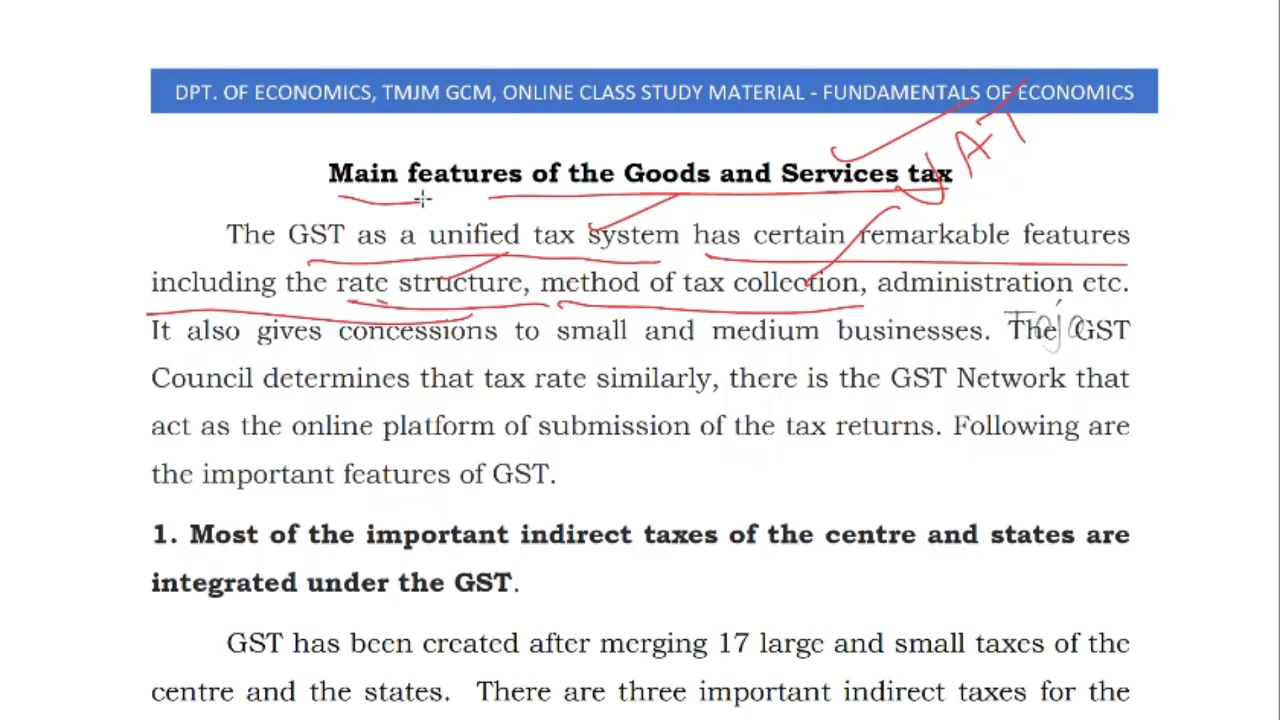 DPT. OF ECONOMICS, TMJM GCM, ONLINE CLASS STUDY MATERIAL - FUNDAMENTALS OF ECONOMICS
VAT
Main features of the Goods and Services tax
The GST as a unified tax system has certain remarkable features
including the rate structure, method of tax collection, administration etc.
It also gives concessions to small and medium businesses. The GST
Council determines that tax rate similarly, there is the GST Network that
act as the online platform of submission of the tax returns. Following are
the important features of GST.
1. Most of the important indirect taxes of the centre and states are
integrated under the GST.
GST has been created after merging 17 large and small taxes of the
centre and the states. There are three important indirect taxes for the